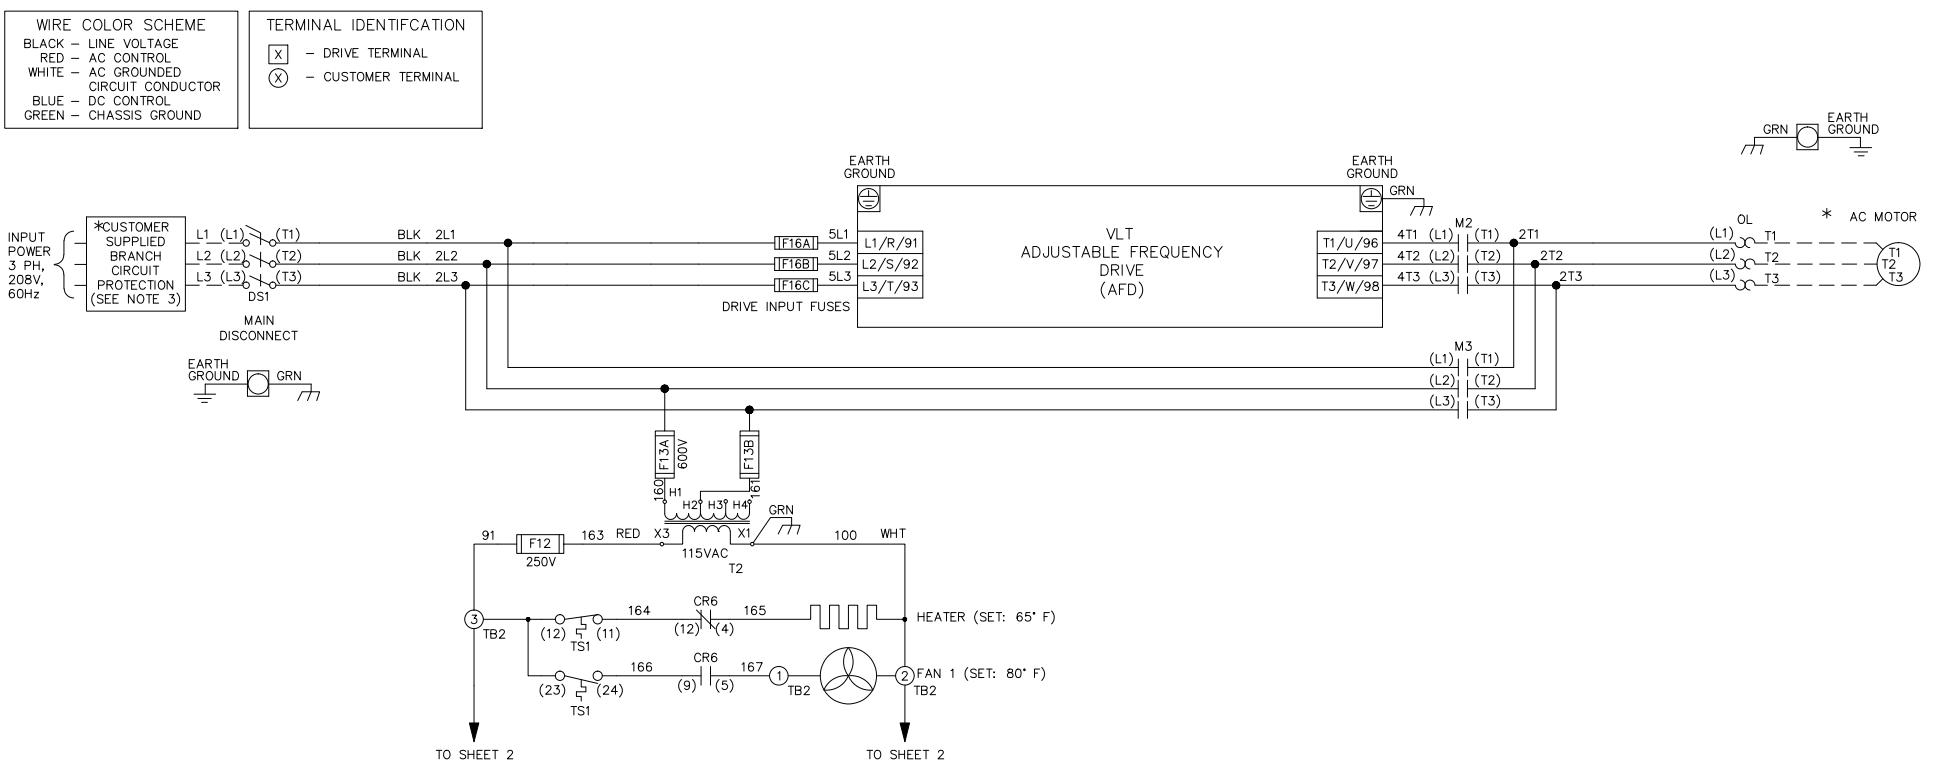 WIRE COLOR SCHEME
BLACK – LINE VOLTAGE
RED – AC CONTROL
WHITE – AC GROUNDED
CIRCUIT CONDUCTOR
BLUE – DC CONTROL
GREEN – CHASSIS GROUND
TERMINAL IDENTIFCATION
X – DRIVE TERMINAL
X – CUSTOMER TERMINAL
INPUT
POWER
3 PH,
208V,
60Hz
*CUSTOMER
SUPPLIED
BRANCH
CIRCUIT
PROTECTION
(SEE NOTE 3)
L1 (L1) (T1) BLK 2L1
L2 (L2) (T2) BLK 2L2
L3 (L3) (T3) BLK 2L3
DS1
MAIN
DISCONNECT
EARTH
GROUND
GRN
F16A 5L1
F16B 5L2
F16C 5L3
DRIVE INPUT FUSES
EARTH
GROUND
L1/R/91
L2/S/92
L3/T/93
VLT
ADJUSTABLE FREQUENCY
DRIVE
(AFD)
EARTH
GROUND
GRN
T1/U/96
T2/V/97
T3/W/98
M2
4T1 (L1) (T1) 2T1
4T2 (L2) (T2) 2T2
4T3 (L3) (T3) 2T3
M3
(L1) (T1)
(L2) (T2)
(L3) (T3)
GRN
EARTH
GROUND
OL
(L1) T1
(L2) T2
(L3) T3
* AC MOTOR
T1
T2
T3
F13A
600V
F13B
160
H1
H2
H3
H4
161
GRN
91
F12
250V
163
RED
X3
X1
115VAC
T2
100
WHT
3
TB2
(12)
(11)
TS1
164
CR6
(12)
(4)
165
HEATER (SET: 65° F)
(23)
(24)
TS1
166
CR6
(9)
(5)
167
1
TB2
2
TB2
FAN 1 (SET: 80° F)
TO SHEET 2
TO SHEET 2